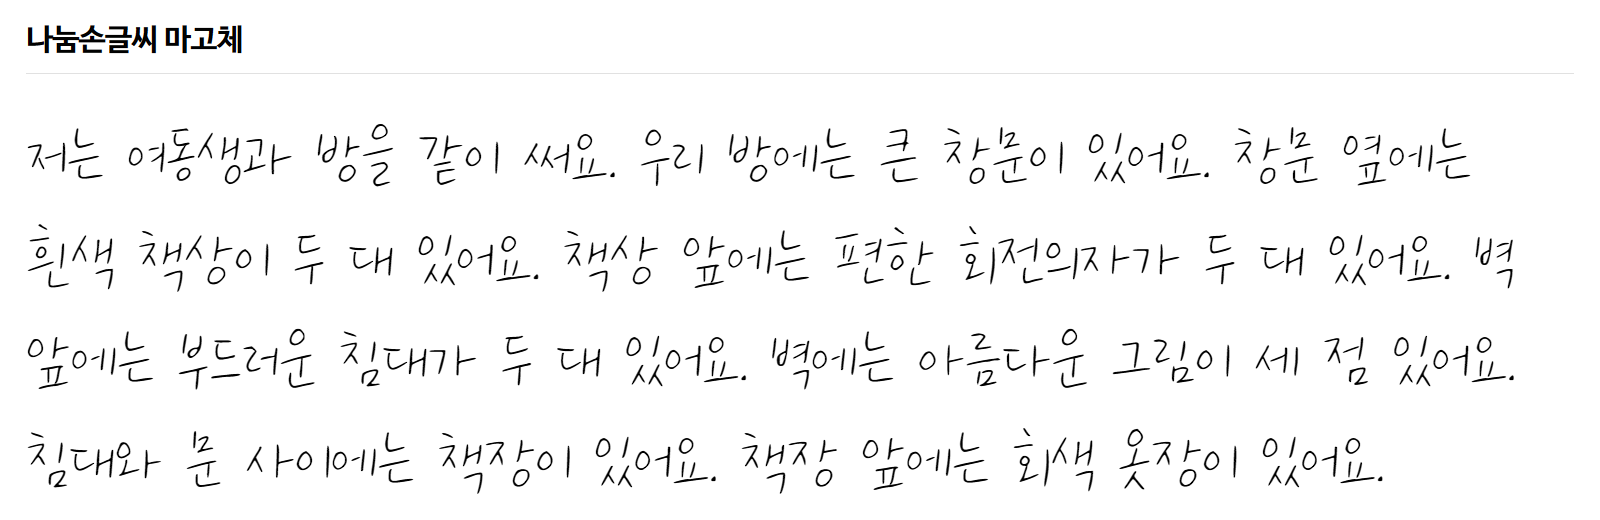 나눔손글씨 마고체
저는 여동생과 방을 같이 써요. 우리 방에는 큰 창문이 있어요. 창문 옆에는
흰색 책상이 두 대 있어요. 책상 앞에는 편한 회전의자가 두 대 있어요. 벽
앞에는 부드러운 침대가 두 대 있어요. 벽에는 아름다운 그림이 세 점 있어요.
침대와 문 사이에는 책장이 있어요. 책장 앞에는 회색 옷장이 있어요.